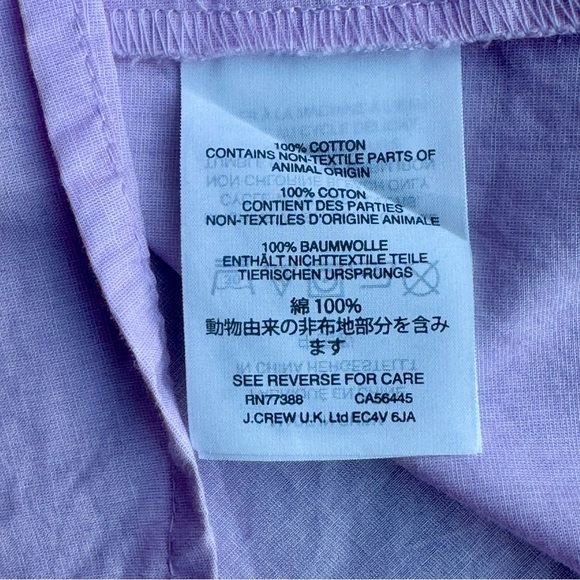 100% COTTON
CONTAINS NON-TEXTILE PARTS OF
ANIMAL ORIGIN
100% COTON
CONTIENT DES PARTIES
NON-TEXTILES D'ORIGINE ANIMALE
100% BAUMWOLLE
ENTHÄLT NICHTTEXTILE TEILE
TIERISCHEN URSPRUNGS
綿 100%
動物由来の非布地部分を含み
ます
SEE REVERSE FOR CARE
RN77388 CA56445
J.CREW U.K, Ltd EC4V 6JA